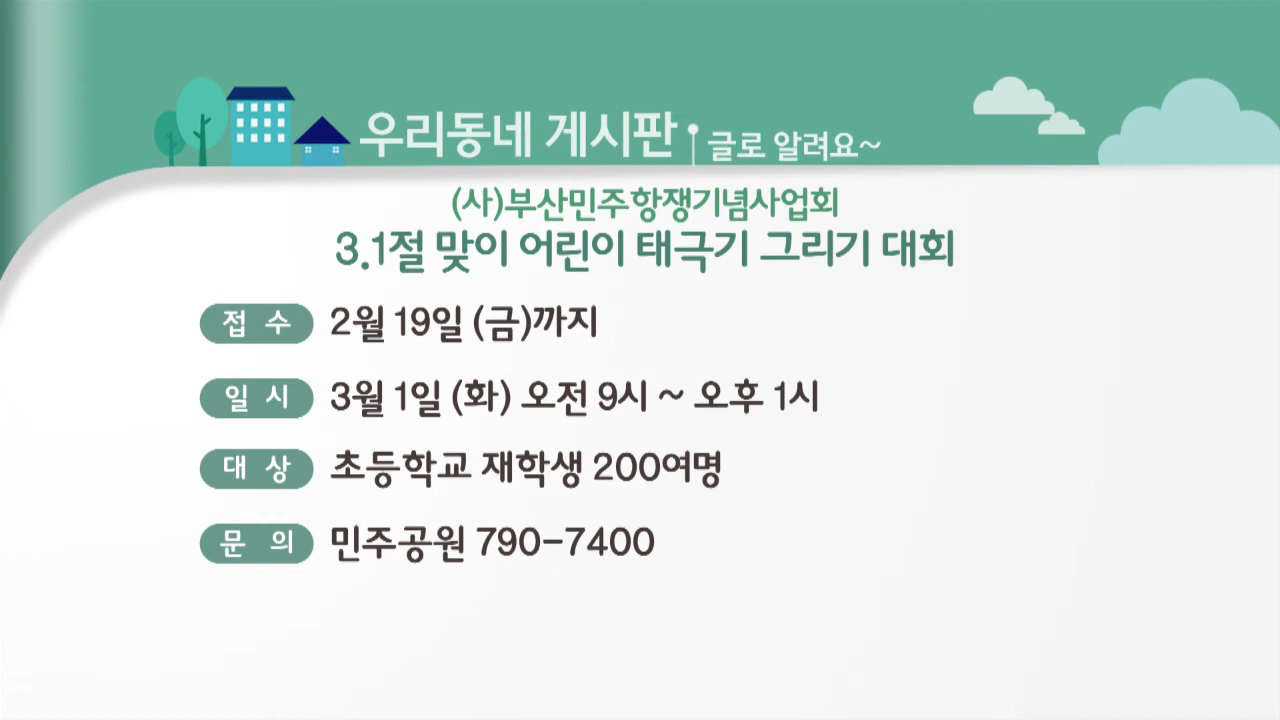 우리동네 게시판 글로 알려요~
(사)부산민주항쟁기념사업회
3.1절 맞이 어린이 태극기 그리기 대회
접 수 2월 19일 (금)까지
일 시 3월 1일 (화) 오전 9시 ~ 오후 1시
대 상 초등학교 재학생 200여명
문 의 민주공원 790-7400